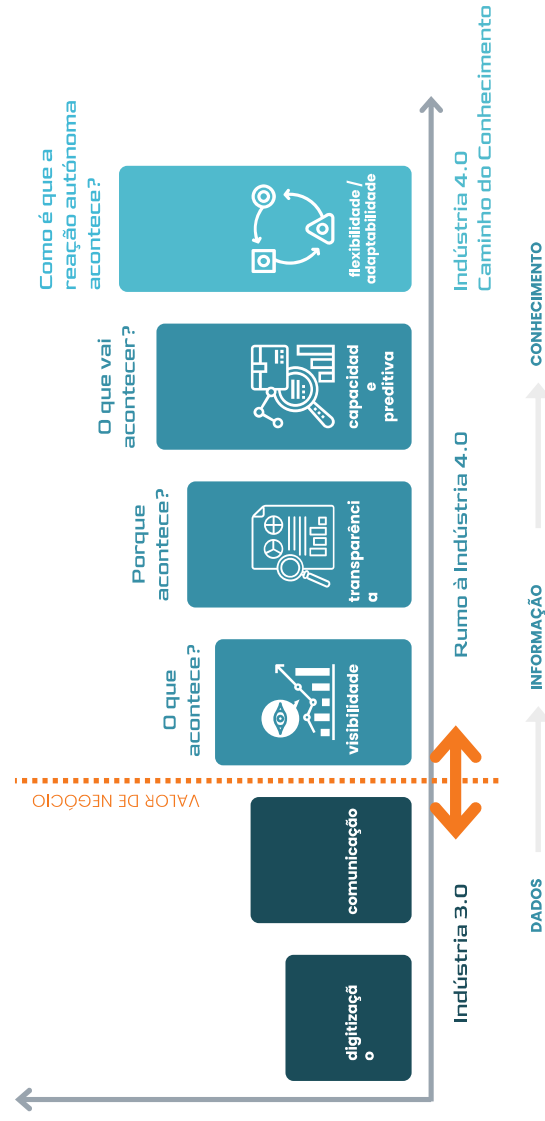 VALOR DE NEGÓCIO
O que
acontece?
Porque
acontece?
O que vai
acontecer?
Como é que a
reação autónoma
acontece?
digitizaçã
o
comunicação
visibilidade
transparênci
a
capacidad
e
preditiva
flexibilidade /
adaptabilidade
Indústria 3.0
Rumo à Indústria 4.0
Indústria 4.0
Caminho do Conhecimento
DADOS
INFORMAÇÃO
CONHECIMENTO